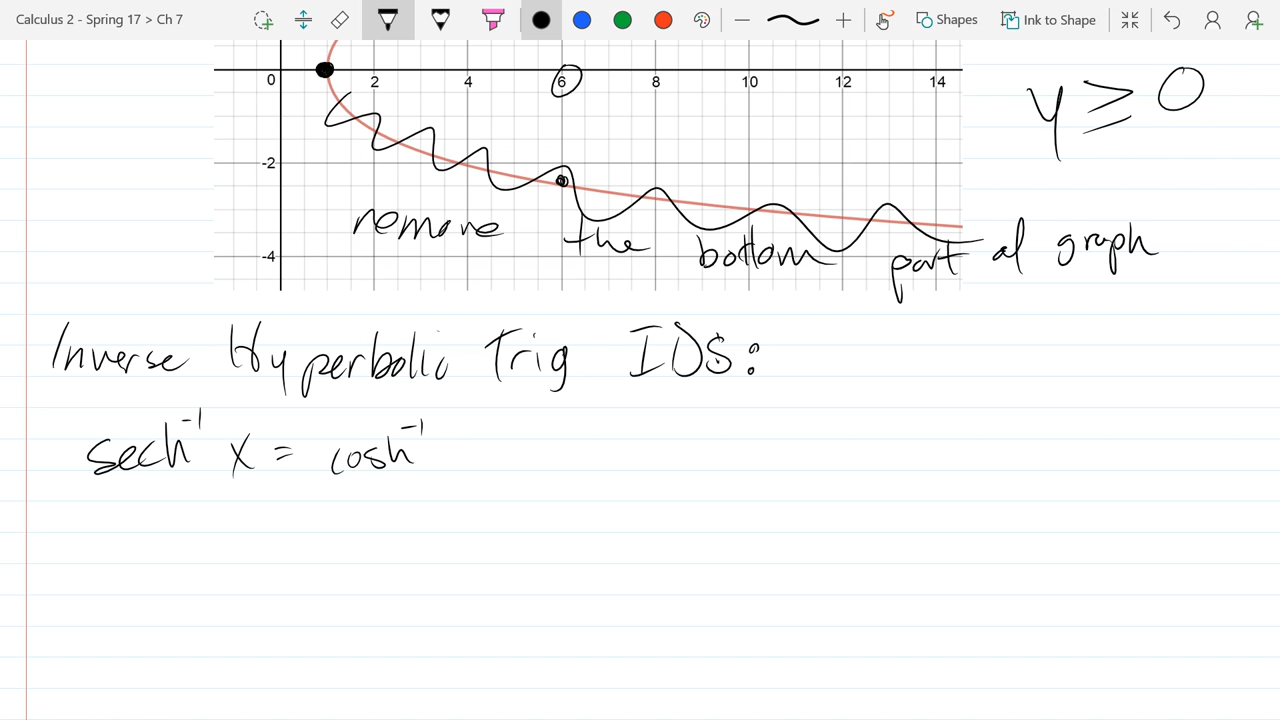 Calculus 2 - Spring 17 > Ch 7
Shapes
Ink to Shape
0 2 4 6 8 10 12 14
y ≥ 0
-2
remove the bottom part of graph
-4
Inverse Hyperbolic Trig IDS:
sech⁻¹ x = cosh⁻¹